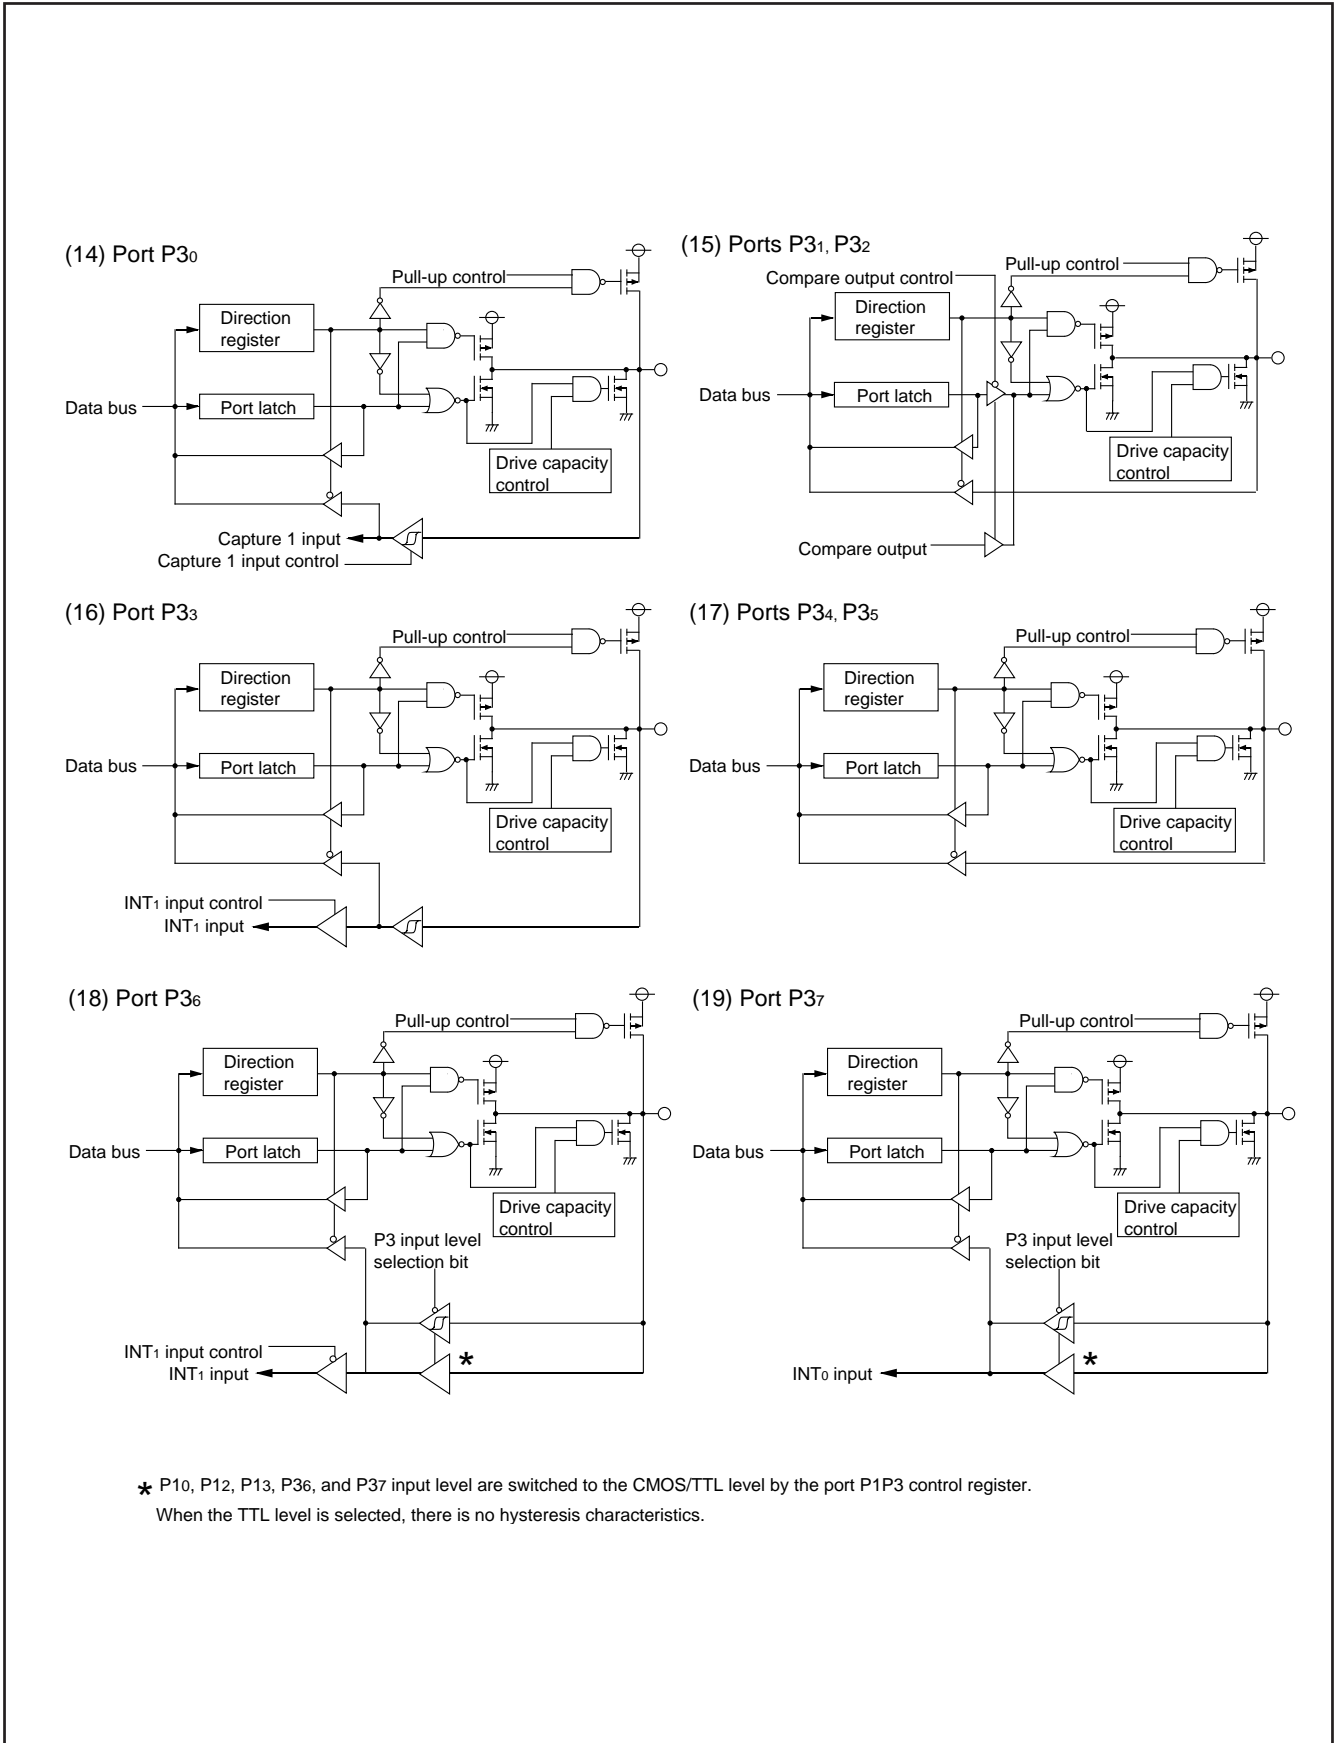 (14) Port P30
Pull-up control
Direction
register
Data bus
Port latch
Drive capacity
control
Capture 1 input
Capture 1 input control
(15) Ports P31, P32
Compare output control
Pull-up control
Direction
register
Data bus
Port latch
Drive capacity
control
Compare output
(16) Port P33
Pull-up control
Direction
register
Data bus
Port latch
Drive capacity
control
INT1 input control
INT1 input
(17) Ports P34, P35
Pull-up control
Direction
register
Data bus
Port latch
Drive capacity
control
(18) Port P36
Pull-up control
Direction
register
Data bus
Port latch
Drive capacity
control
P3 input level
selection bit
INT1 input control
INT1 input
*
(19) Port P37
Pull-up control
Direction
register
Data bus
Port latch
Drive capacity
control
P3 input level
selection bit
INT0 input
*
* P10, P12, P13, P36, and P37 input level are switched to the CMOS/TTL level by the port P1P3 control register.
When the TTL level is selected, there is no hysteresis characteristics.